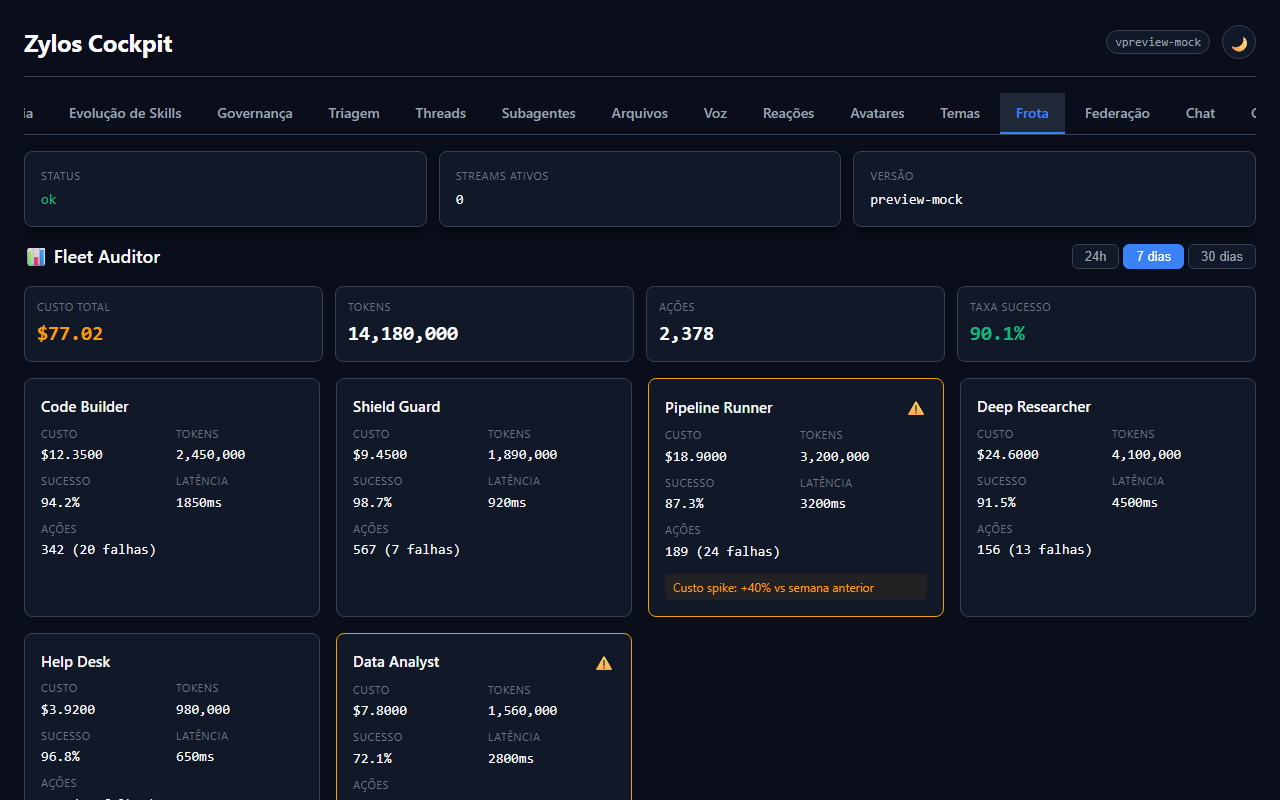 Zylos Cockpit
vpreview-mock
ia Evolução de Skills Governança Triagem Threads Subagentes Arquivos Voz Reações Avatares Temas Frota Federação Chat
STATUS STREAMS ATIVOS VERSÃO
ok 0 preview-mock
Fleet Auditor 24h 7 dias 30 dias
CUSTO TOTAL TOKENS AÇÕES TAXA SUCESSO
$77.02 14,180,000 2,378 90.1%
Code Builder
CUSTO TOKENS
$12.3500 2,450,000
SUCESSO LATÊNCIA
94.2% 1850ms
AÇÕES
342 (20 falhas)
Shield Guard
CUSTO TOKENS
$9.4500 1,890,000
SUCESSO LATÊNCIA
98.7% 920ms
AÇÕES
567 (7 falhas)
Pipeline Runner
CUSTO TOKENS
$18.9000 3,200,000
SUCESSO LATÊNCIA
87.3% 3200ms
AÇÕES
189 (24 falhas)
Custo spike: +40% vs semana anterior
Deep Researcher
CUSTO TOKENS
$24.6000 4,100,000
SUCESSO LATÊNCIA
91.5% 4500ms
AÇÕES
156 (13 falhas)
Help Desk
CUSTO TOKENS
$3.9200 980,000
SUCESSO LATÊNCIA
96.8% 650ms
AÇÕES
Data Analyst
CUSTO TOKENS
$7.8000 1,560,000
SUCESSO LATÊNCIA
72.1% 2800ms
AÇÕES